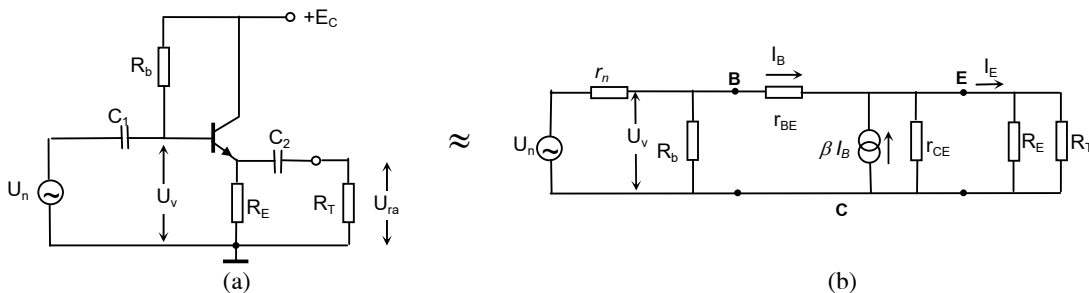 +E_C
R_b
C_1
C_2
U_n
U_v
R_E
R_T
U_ra
(a)
≈
I_B
B
E
I_E
r_n
r_BE
U_n
U_v
R_b
β I_B
r_CE
R_E
R_T
C
(b)